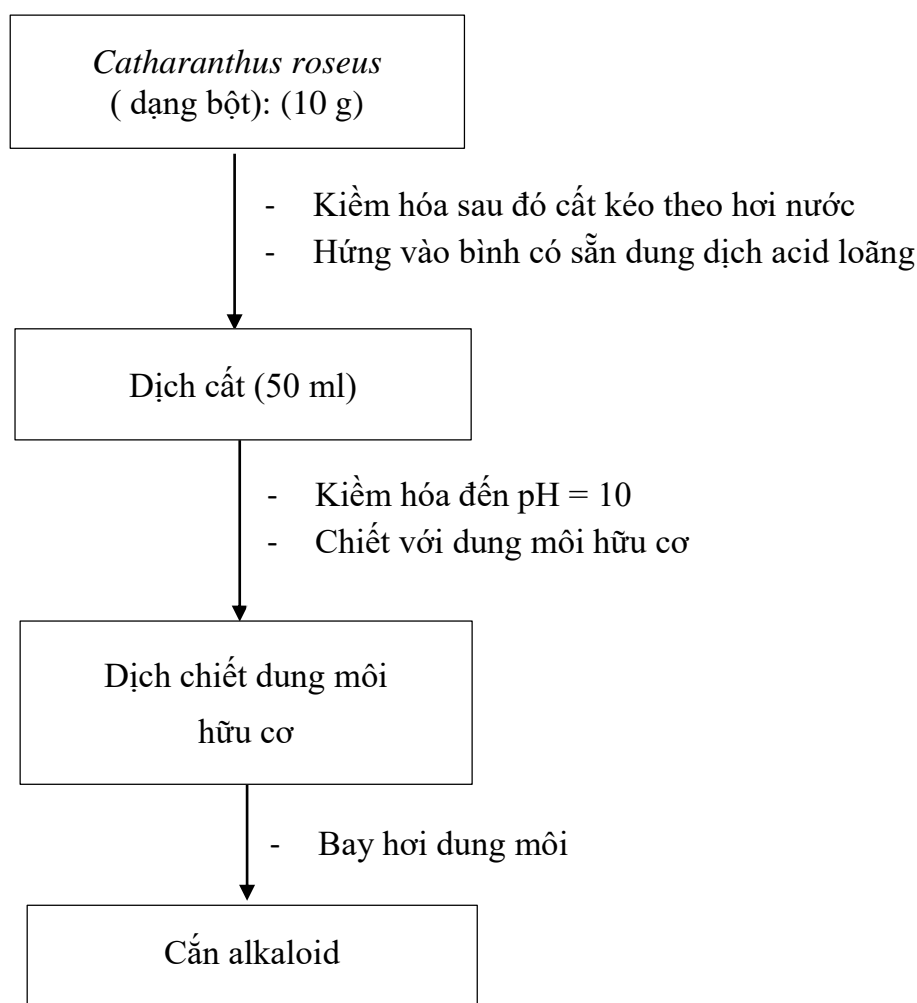 Catharanthus roseus
( dạng bột): (10 g)
- Kiềm hóa sau đó cất kéo theo hơi nước
- Hứng vào bình có sẵn dung dịch acid loãng
Dịch cất (50 ml)
- Kiềm hóa đến pH = 10
- Chiết với dung môi hữu cơ
Dịch chiết dung môi
hữu cơ
- Bay hơi dung môi
Cắn alkaloid